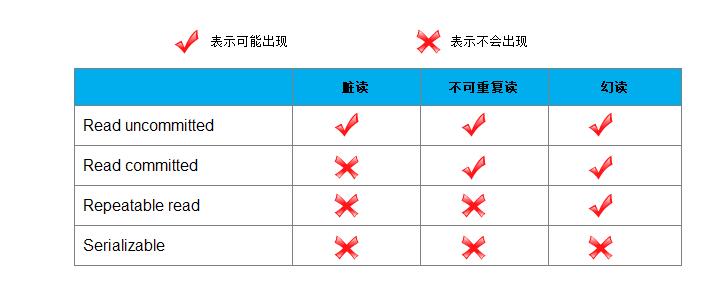 表示可能出现 表示不会出现
脏读 不可重复读 幻读
Read uncommitted
Read committed
Repeatable read
Serializable